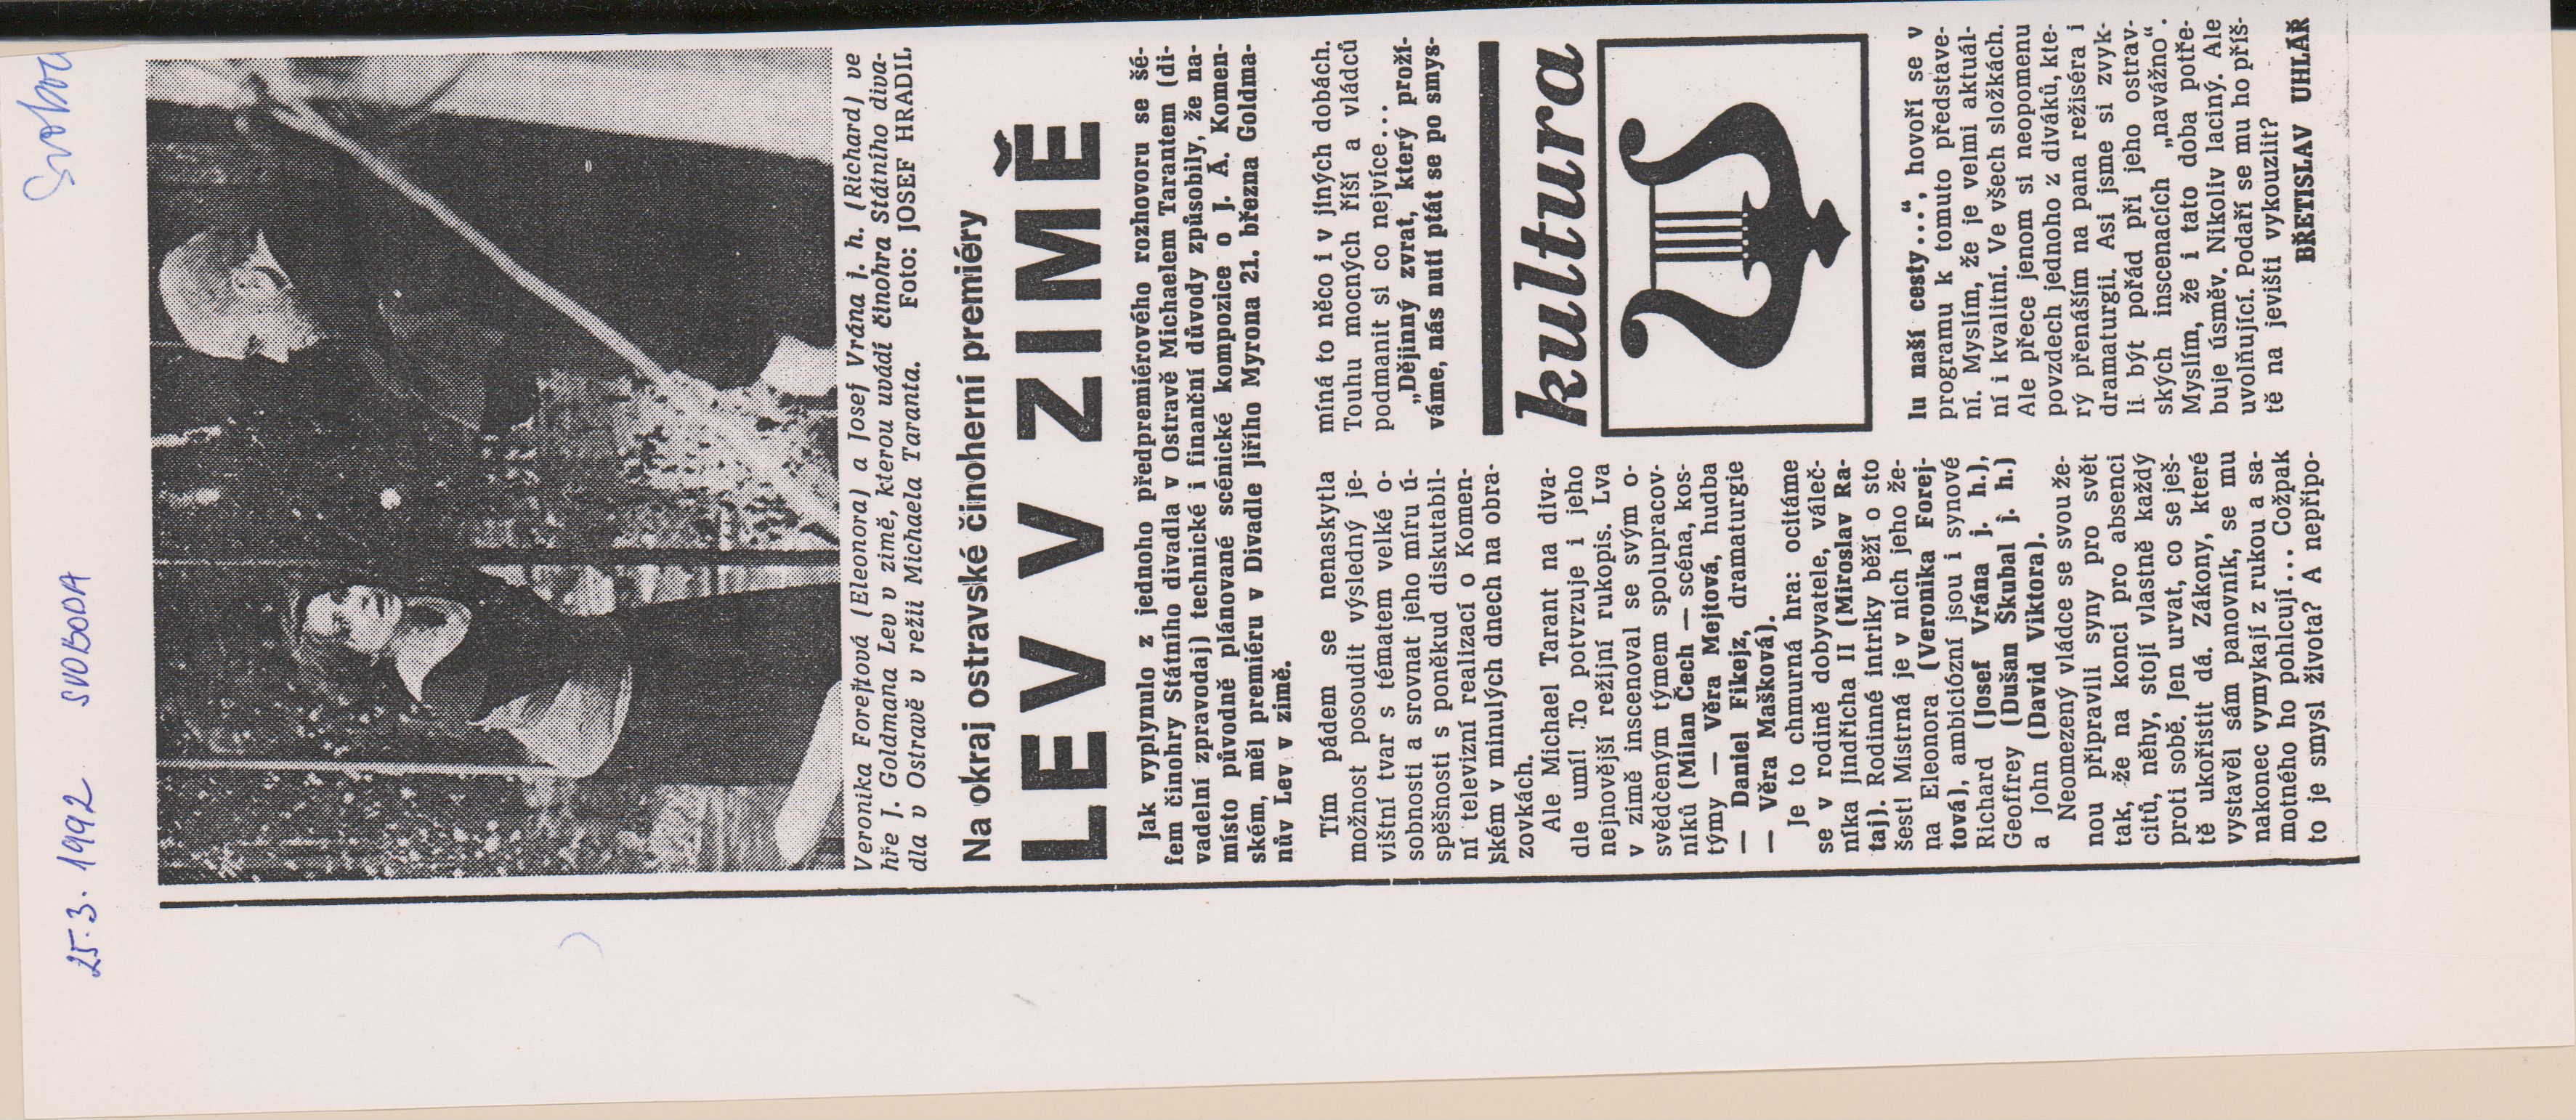 25.3.1992 SVOBODA
Veronika Forejtová (Eleonora) a Josef Vrána j. h. (Richard) ve
hře J. Goldmana Lev v zimě, kterou uvádí činohra Státního diva-
dla v Ostravě v režii Michaela Taranta. Foto: JOSEF HRADIL
Na okraj ostravské činoherní premiéry
LEV V ZIMĚ
Jak vyplynulo z jednoho předpremiérového rozhovoru se šé-
fem činohry Státního divadla v Ostravě Michaelem Tarantem (di-
vadelní zpravodaj) technické i finanční důvody způsobily, že na-
místo původně plánované scénické kompozice o J. Á. Komen-
ském, měl premiéru v Divadle Jiřího Myrona 21. března Goldma-
nův Lev v zimě.
Tím pádem se nenaskytla
možnost posoudit výsledný je-
vištní tvar s tématem velké o-
sobnosti a srovnat jeho míru ú-
spěšnosti s poněkud diskutabil-
ní televizní realizací o Komen-
ském v minulých dnech na obra-
zovkách.
Ale Michael Tarant na diva-
dle umí! To potvrzuje i jeho
nejnovější režijní rukopis. Lva
v zimě inscenoval se svým o-
svědčeným týmem spolupracov-
níků (Milan Čech — scéna, kos-
týmy — Věra Mejtová, hudba
— Daniel Fikejz, dramaturgie
— Věra Mašková).
Je to chmurná hra: ocitáme
se v rodině dobyvatele, váleč-
níka Jindřicha II (Miroslav Ra-
taj). Rodinné intriky běží o sto
šest! Mistrná je v nich jeho že-
na Eleonora (Veronika Forej-
tová), ambiciózní jsou i synové
Richard (Josef Vrána j. h.),
Geoffrey (Dušan Škubal j. h.)
a John (David Viktora).
Neomezený vládce se svou že-
nou připravili syny pro svět
tak, že na konci pro absenci
citů, něhy, stojí vlastně každý
proti sobě. Jen urvat, co se ješ-
tě ukořistit dá. Zákony, které
vystavěl sám panovník, se mu
nakonec vymykají z rukou a sa-
motného ho pohlcují... Cožpak
to je smysl života? A nepřipo-
míná to něco i v jiných dobách.
Touhu mocných říší a vládců
podmanit si co nejvíce...
„Dějinný zvrat, který proží-
váme, nás nutí ptát se po smys-
kultura
lu naší cesty...“, hovoří se v
programu k tomuto představe-
ní. Myslím, že je velmi aktuál-
ní i kvalitní. Ve všech složkách.
Ale přece jenom si neopomenu
povzdech jednoho z diváků, kte-
rý přenáším na pana režiséra i
dramaturgii. Asi jsme si zvyk-
li být pořád při jeho ostrav-
ských inscenacích „navážno“.
Myslím, že i tato doba potře-
buje úsměv. Nikoliv laciný. Ale
uvolňující. Podaří se mu ho příš-
tě na jevišti vykouzlit?
BŘETISLAV UHLÁŘ